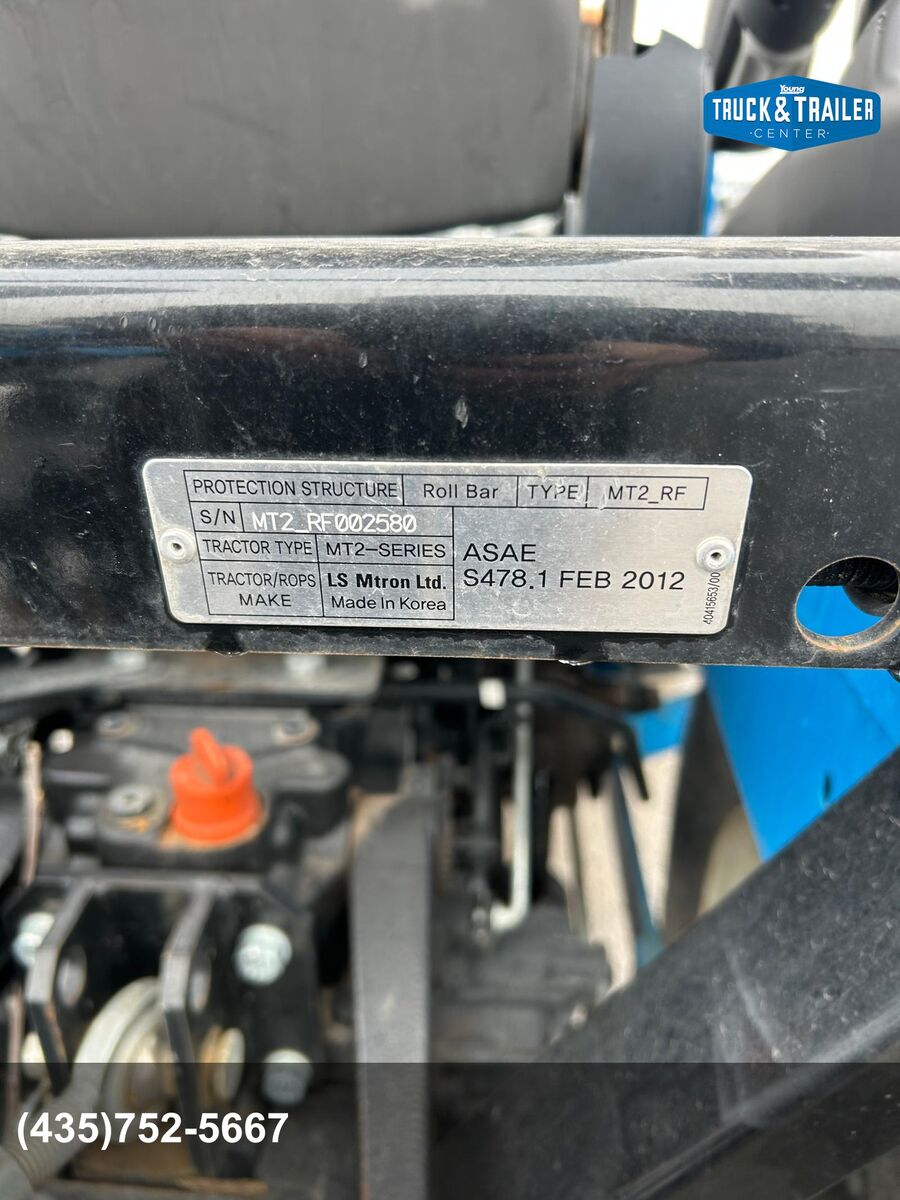 Young
TRUCK & TRAILER
·CENTER·
PROTECTION STRUCTURE Roll Bar TYPE MT2_RF
S/N MT2_RF002580
TRACTOR TYPE MT2-SERIES
ASAE
S478.1 FEB 2012
TRACTOR/ROPS MAKE
LS Mtron Ltd.
Made In Korea
40415653/00
(435)752-5667